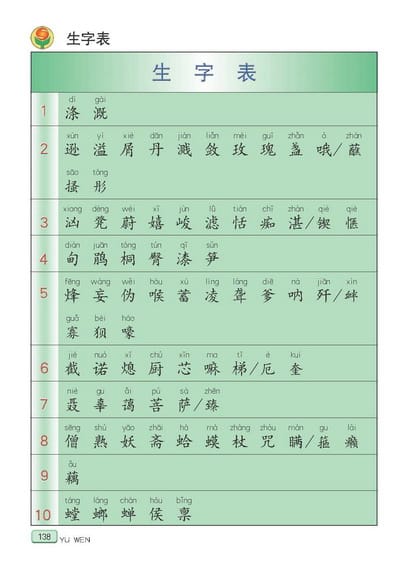 生字表
生 字 表
dí gài
1 涤 溉
xùn yì xiè dān jiàn liǎn méi guī zhǎn ò zhàn
2 逊 溢 屑 丹 溅 敛 玫 瑰 盏 哦/蘸
sāo tóng
搔 彤
xiong dèng wèi xī jùn lǜ tián chī zhàn qiè
3 汹 凳 蔚 嬉 峻 滤 恬 痴 湛/锲 惬
diàn juān tóng tún qī sǔn
4 甸 鹃 桐 臀 漆 笋
fēng wàng wěi hóu xù líng lóng diē nà jiān bàn
5 烽 妄 伪 喉 蓄 凌 聋 爹 呐 歼/绊
guǎ bèi háo
寡 狈 嚎
jié nuò xī chú xīn ma tī è kuí
6 截 诺 熄 厨 芯 嘛 梯/厄 奎
niè gu ǎi pú sà zhēn
7 聂 辜 蔼 菩 萨/臻
sēng shú yāo zhāi há má zhàng zhòu mán gu lài
8 僧 熟 妖 斋 蛤 蟆 杖 咒 瞒/箍 癞
ǒu
9 藕
táng láng chán hóu bǐng
10 螳 螂 蝉 侯 禀
138 YU WEN